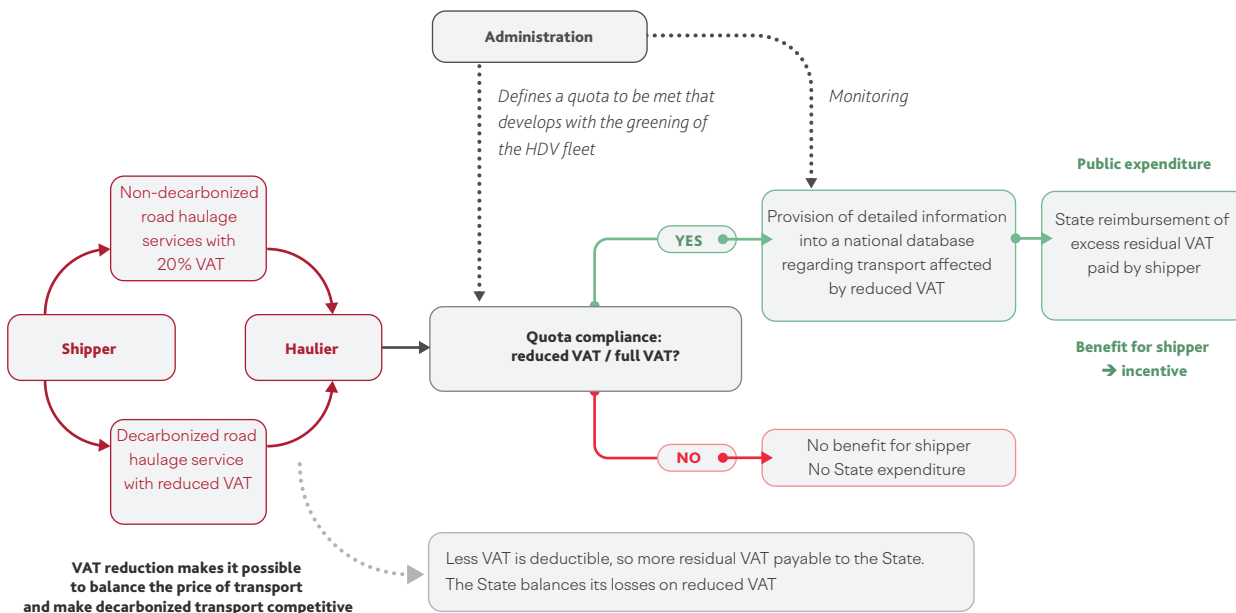 Administration
Defines a quota to be met that
develops with the greening of
the HDV fleet
Monitoring
Non-decarbonized
road haulage
services with
20% VAT
Shipper
Haulier
Decarbonized road
haulage service
with reduced VAT
VAT reduction makes it possible
to balance the price of transport
and make decarbonized transport competitive
Quota compliance:
reduced VAT / full VAT?
YES
Provision of detailed information
into a national database
regarding transport affected
by reduced VAT
Public expenditure
State reimbursement of
excess residual VAT
paid by shipper
Benefit for shipper
➔ incentive
NO
No benefit for shipper
No State expenditure
Less VAT is deductible, so more residual VAT payable to the State.
The State balances its losses on reduced VAT